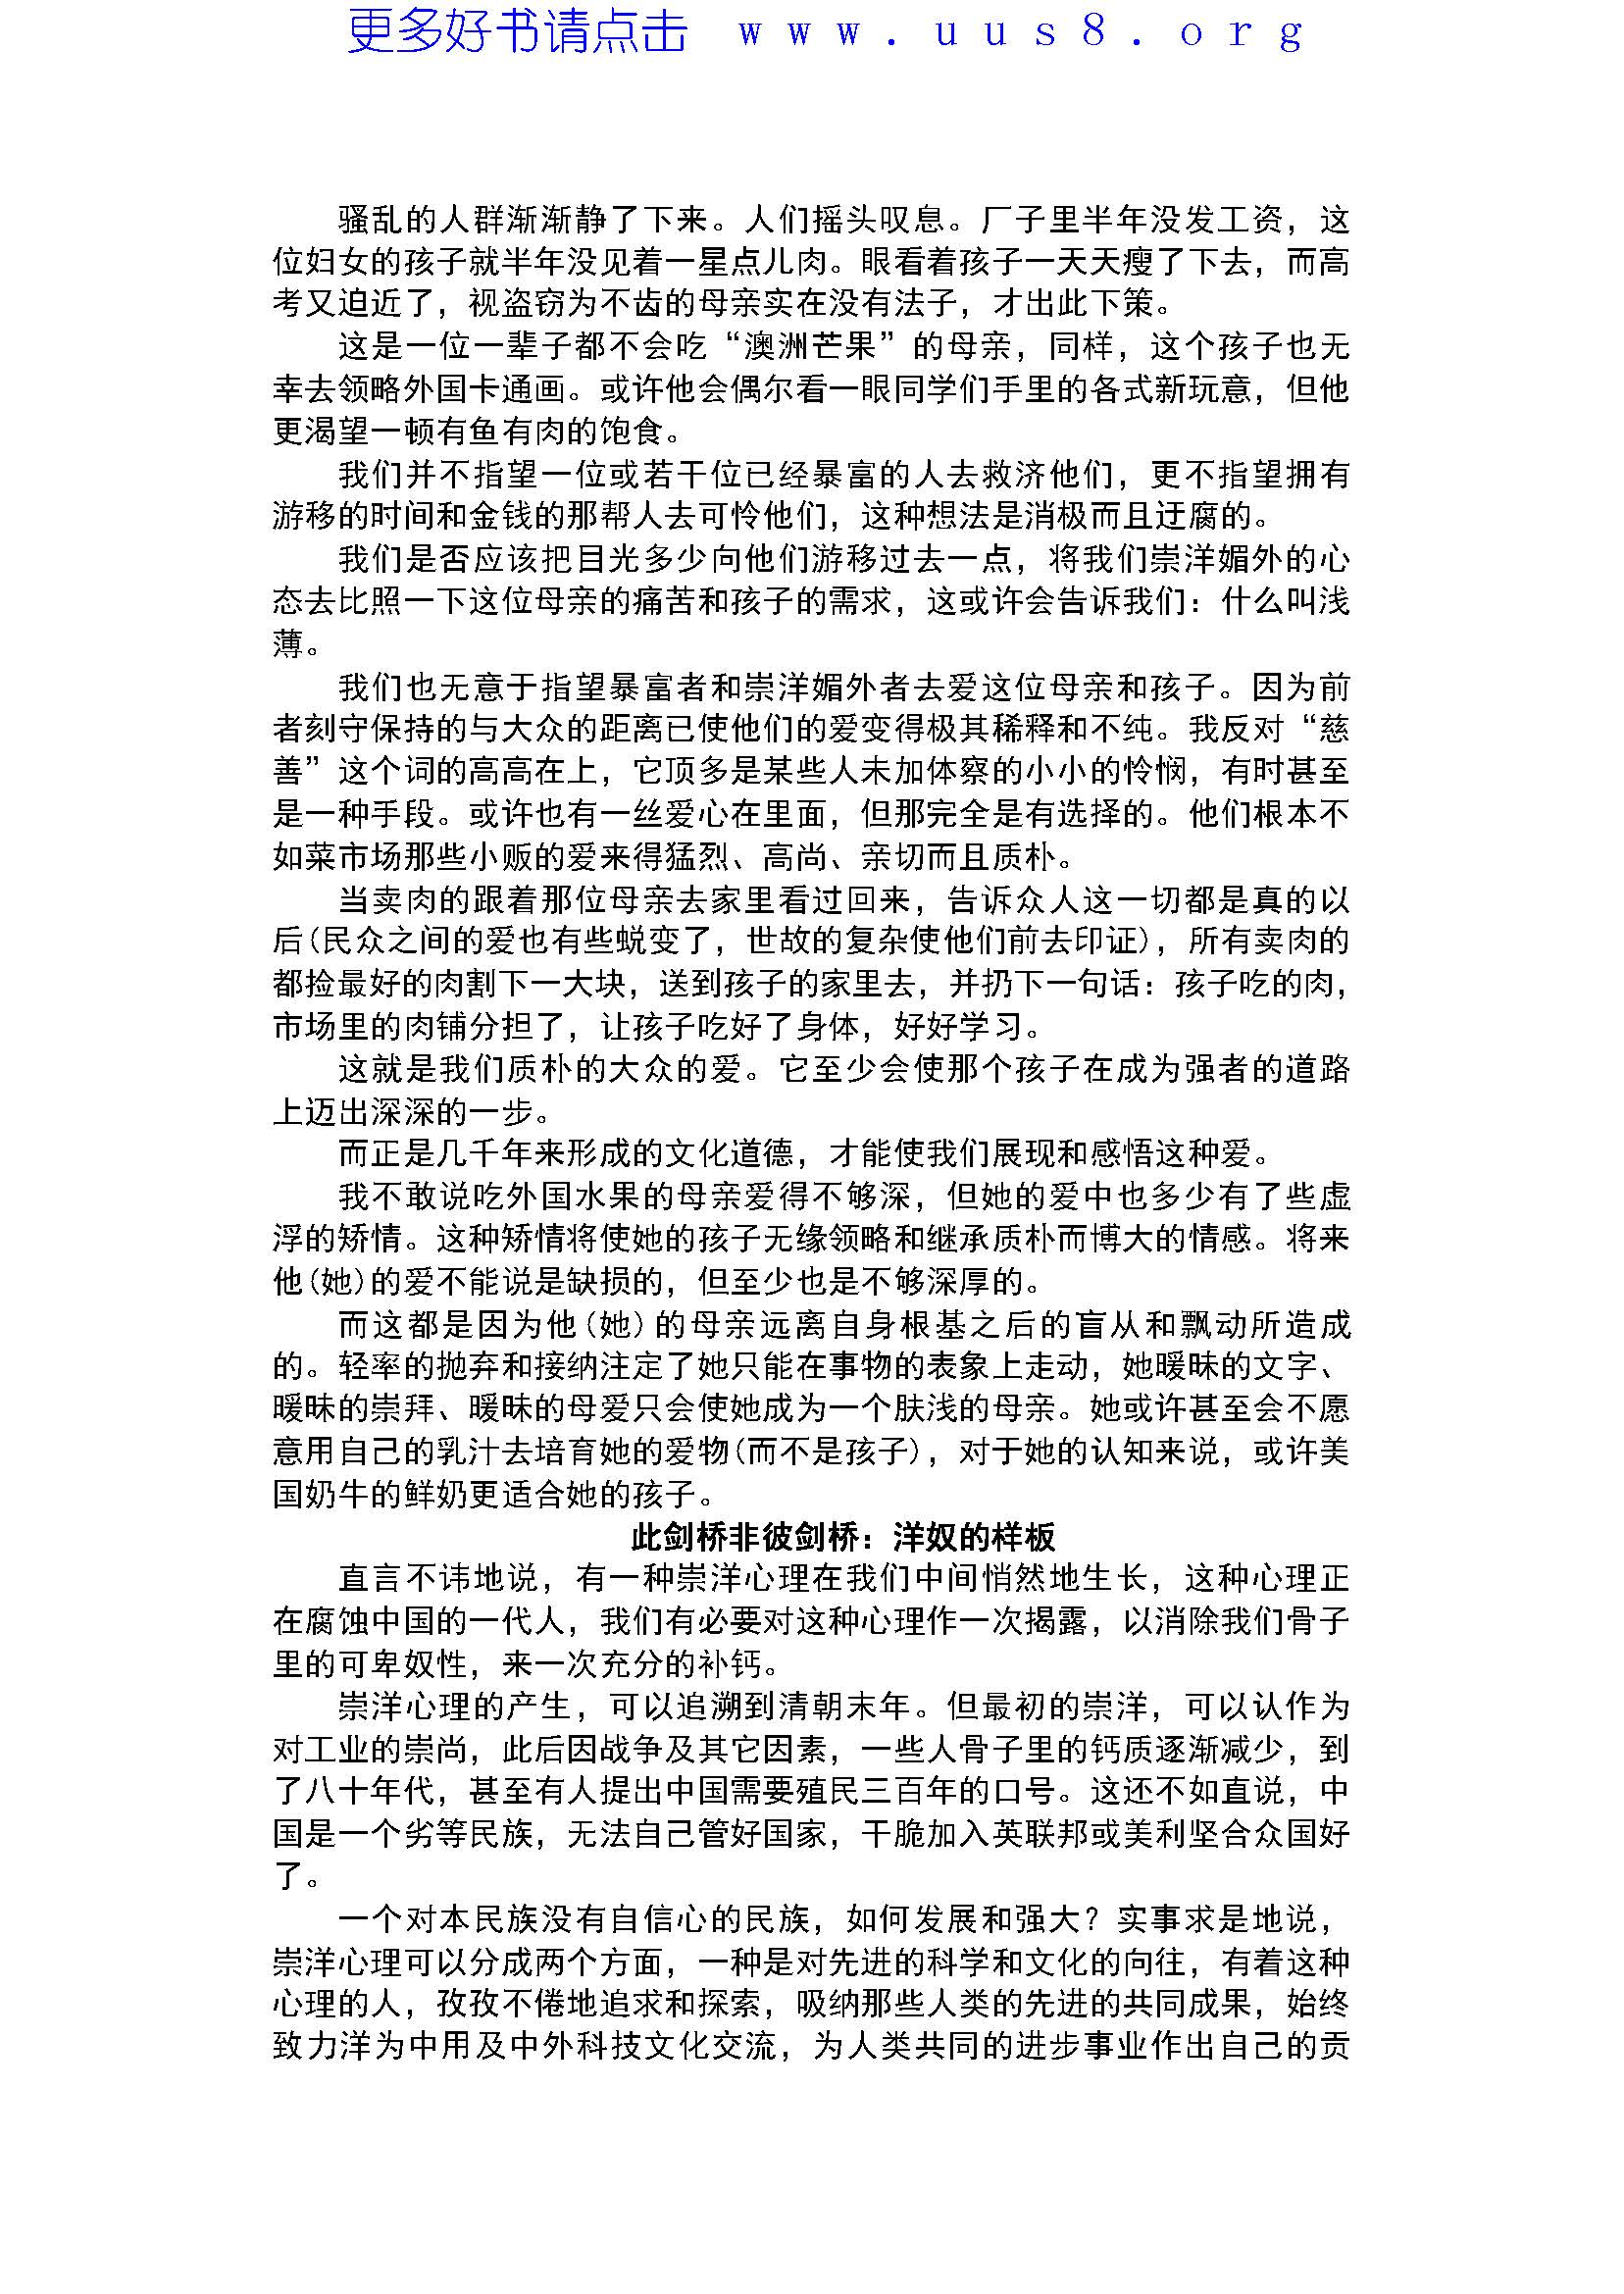 更多好书请点击 www.uus8.org
骚乱的人群渐渐静了下来。人们摇头叹息。厂子里半年没发工资，这
位妇女的孩子就半年没见着一星点儿肉。眼看着孩子一天天瘦了下去，而高
考又迫近了，视盗窃为不齿的母亲实在没有法子，才出此下策。
这是一位一辈子都不会吃“澳洲芒果”的母亲，同样，这个孩子也无
幸去领略外国卡通画。或许他会偶尔看一眼同学们手里的各式新玩意，但他
更渴望一顿有鱼有肉的饱食。
我们并不指望一位或若干位已经暴富的人去救济他们，更不指望拥有
游移的时间和金钱的那帮人去可怜他们，这种想法是消极而且迂腐的。
我们是否应该把目光多少向他们游移过去一点，将我们崇洋媚外的心
态去比照一下这位母亲的痛苦和孩子的需求，这或许会告诉我们：什么叫浅
薄。
我们也无意于指望暴富者和崇洋媚外者去爱这位母亲和孩子。因为前
者刻守保持的与大众的距离已使他们的爱变得极其稀释和不纯。我反对“慈
善”这个词的高高在上，它顶多是某些人未加体察的小小的怜悯，有时甚至
是一种手段。或许也有一丝爱心在里面，但那完全是有选择的。他们根本不
如菜市场那些小贩的爱来得猛烈、高尚、亲切而且质朴。
当卖肉的跟着那位母亲去家里看过回来，告诉众人这一切都是真的以
后(民众之间的爱也有些蜕变了，世故的复杂使他们前去印证)，所有卖肉的
都捡最好的肉割下一大块，送到孩子的家里去，并扔下一句话：孩子吃的肉，
市场里的肉铺分担了，让孩子吃好了身体，好好学习。
这就是我们质朴的大众的爱。它至少会使那个孩子在成为强者的道路
上迈出深深的一步。
而正是几千年来形成的文化道德，才能使我们展现和感悟这种爱。
我不敢说吃外国水果的母亲爱得不够深，但她的爱中也多少有了些虚
浮的矫情。这种矫情将使她的孩子无缘领略和继承质朴而博大的情感。将来
他(她)的爱不能说是缺损的，但至少也是不够深厚的。
而这都是因为他(她)的母亲远离自身根基之后的盲从和飘动所造成
的。轻率的抛弃和接纳注定了她只能在事物的表象上走动，她暧昧的文字、
暧昧的崇拜、暧昧的母爱只会使她成为一个肤浅的母亲。她或许甚至会不愿
意用自己的乳汁去培育她的爱物(而不是孩子)，对于她的认知来说，或许美
国奶牛的鲜奶更适合她的孩子。
此剑桥非彼剑桥：洋奴的样板
直言不讳地说，有一种崇洋心理在我们中间悄然地生长，这种心理正
在腐蚀中国的一代人，我们有必要对这种心理作一次揭露，以消除我们骨子
里的可卑奴性，来一次充分的补钙。
崇洋心理的产生，可以追溯到清朝末年。但最初的崇洋，可以认作为
对工业的崇尚，此后因战争及其它因素，一些人骨子里的钙质逐渐减少，到
了八十年代，甚至有人提出中国需要殖民三百年的口号。这还不如直说，中
国是一个劣等民族，无法自己管好国家，干脆加入英联邦或美利坚合众国好
了。
一个对本民族没有自信心的民族，如何发展和强大？实事求是地说，
崇洋心理可以分成两个方面，一种是对先进的科学和文化的向往，有着这种
心理的人，孜孜不倦地追求和探索，吸纳那些人类的先进的共同成果，始终
致力洋为中用及中外科技文化交流，为人类共同的进步事业作出自己的贡